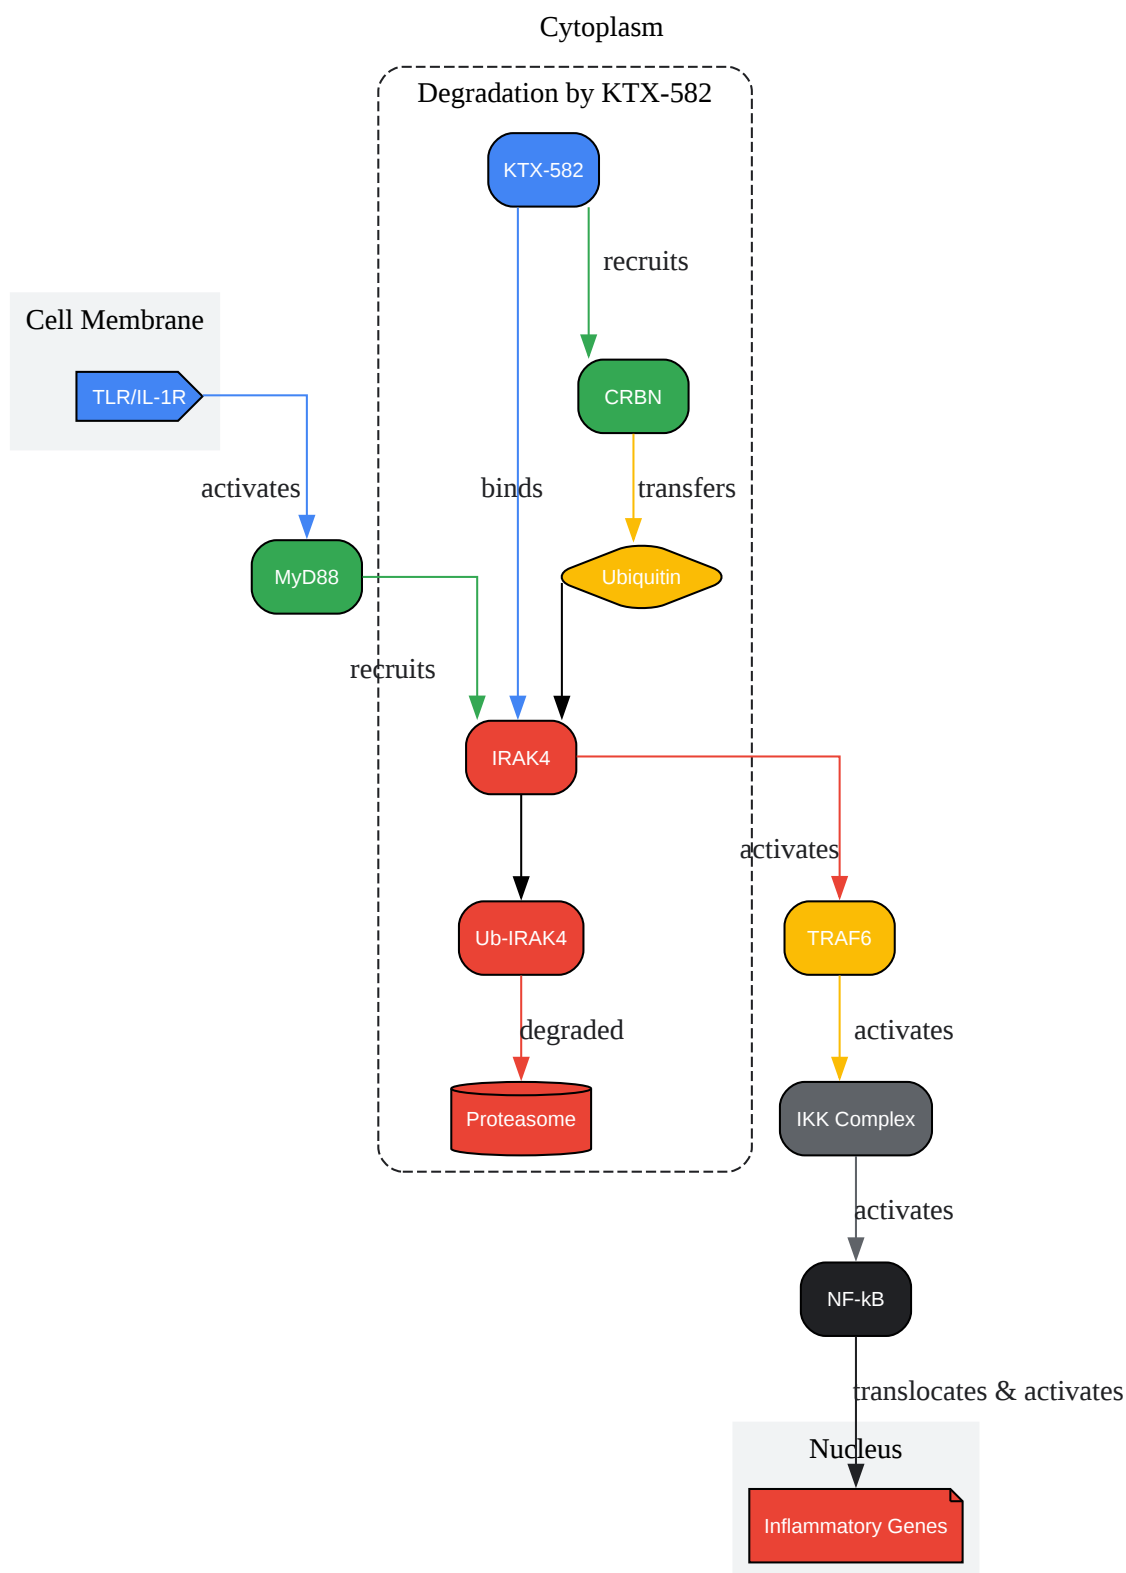 Cytoplasm
Degradation by KTX-582
KTX-582
recruits
Cell Membrane
TLR/IL-1R
CRBN
activates
binds
transfers
MyD88
Ubiquitin
recruits
IRAK4
activates
Ub-IRAK4
TRAF6
degraded
activates
Proteasome
IKK Complex
activates
NF-kB
translocates & activates
Nucleus
Inflammatory Genes